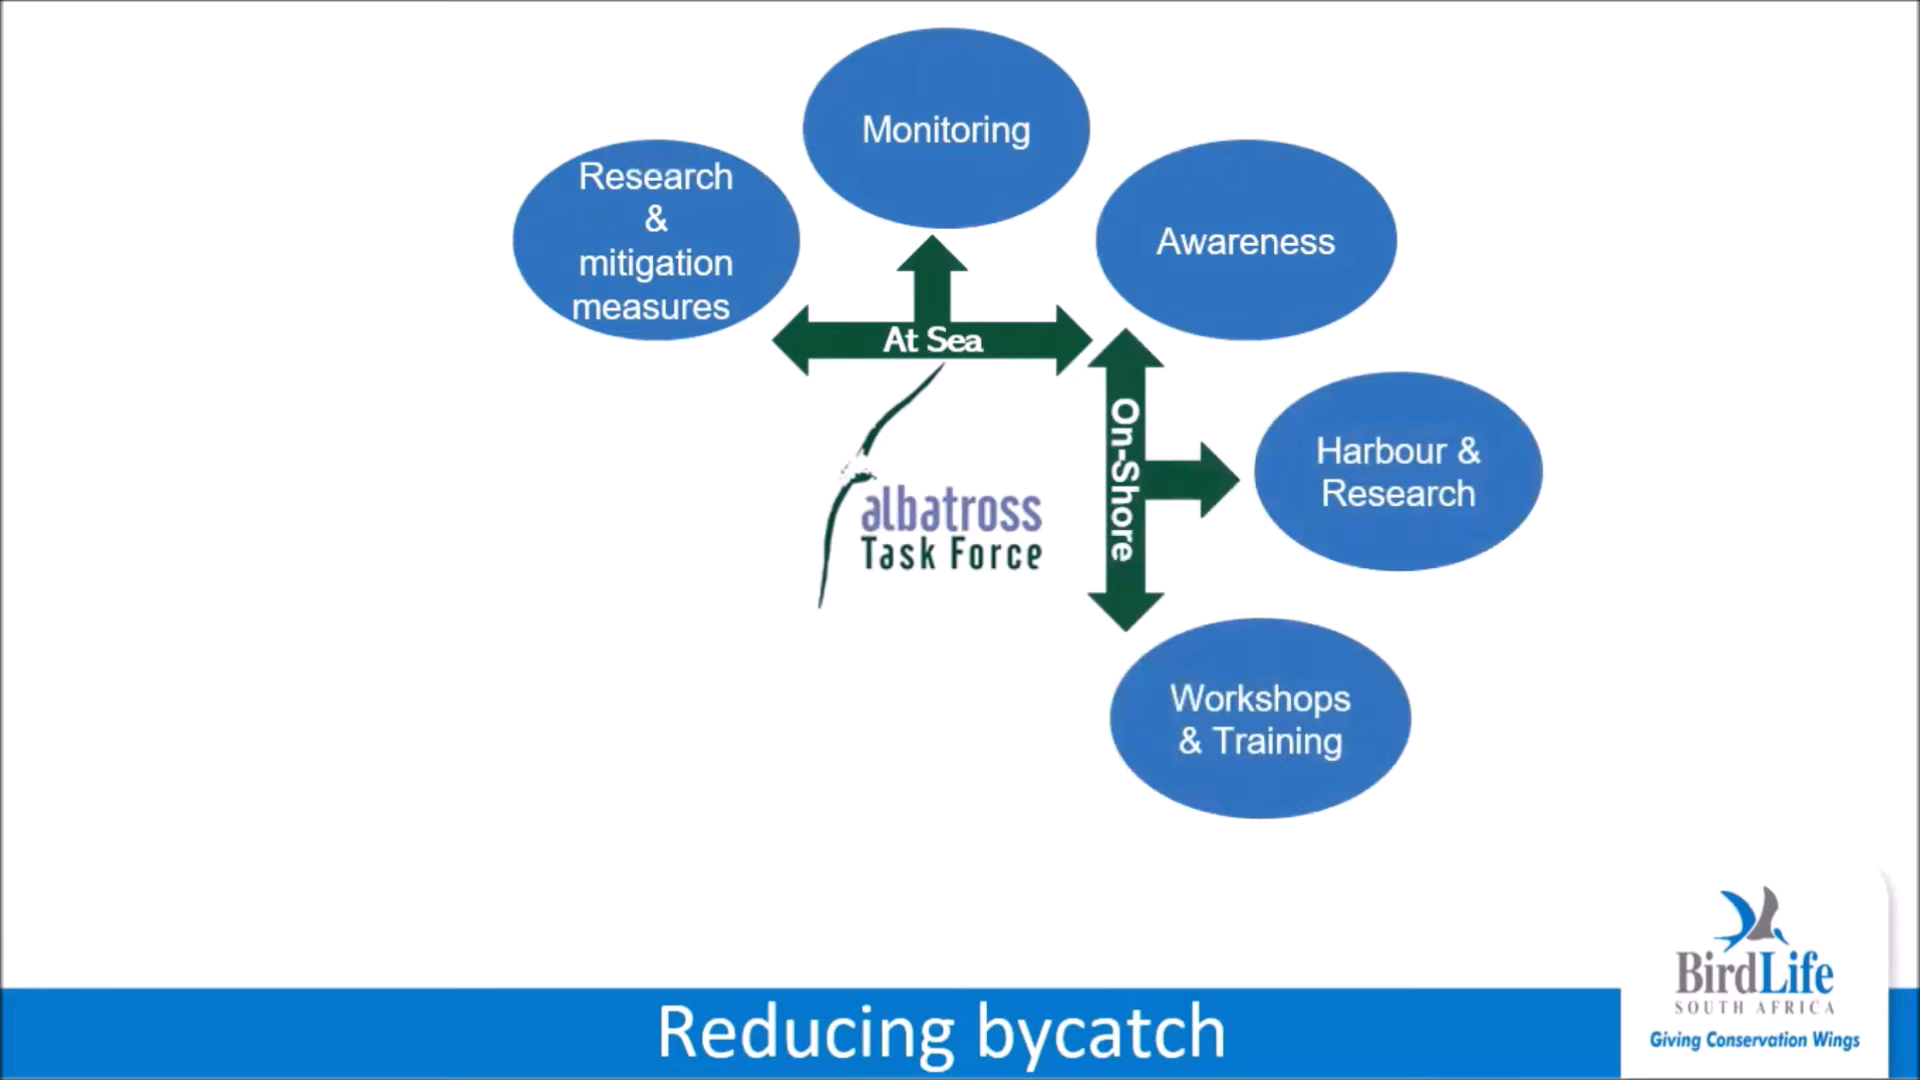 Monitoring
Research
&
mitigation
measures
Awareness
At Sea
On-Shore
Harbour &
Research
albatross
Task Force
Workshops
& Training
BirdLife
SOUTH AFRICA
Giving Conservation Wings
Reducing bycatch